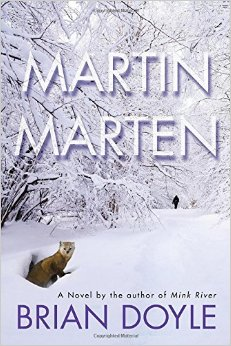 MARTIN
MARTEN
A Novel by the author of Mink River
BRIAN DOYLE